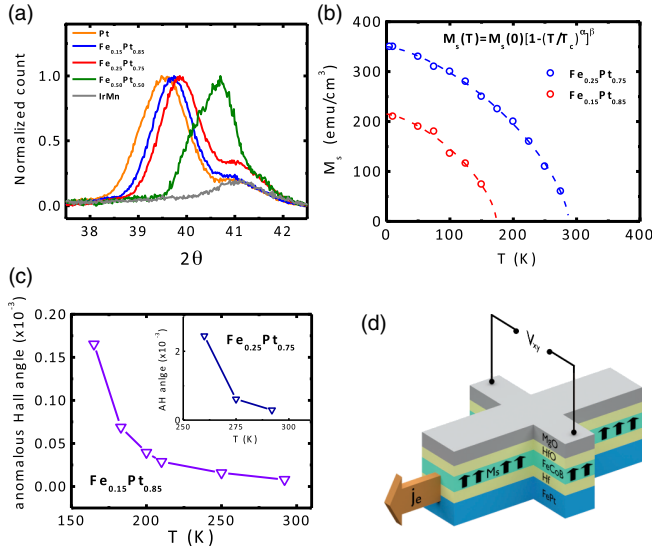 (a)
Pt
Fe0.15Pt0.85
Fe0.25Pt0.75
Fe0.50Pt0.50
IrMn
Normalized count
1.0
0.5
0.0
38 39 40 41 42
2θ
(b)
Ms(T)=Ms(0)[1-(T/Tc)^α]^β
Fe0.25Pt0.75
Fe0.15Pt0.85
Ms (emu/cm³)
400
300
200
100
0
0 100 200 300 400
T (K)
(c)
anomalous Hall angle (x10⁻³)
0.20
0.15
0.10
0.05
0.00
150 200 250 300
T (K)
Fe0.15Pt0.85
AH anlge (x10⁻³)
2
0
250 300
T (K)
Fe0.25Pt0.75
(d)
Vxy
MgO
HfO
FeCoB
Hf
FePt
Ms
je